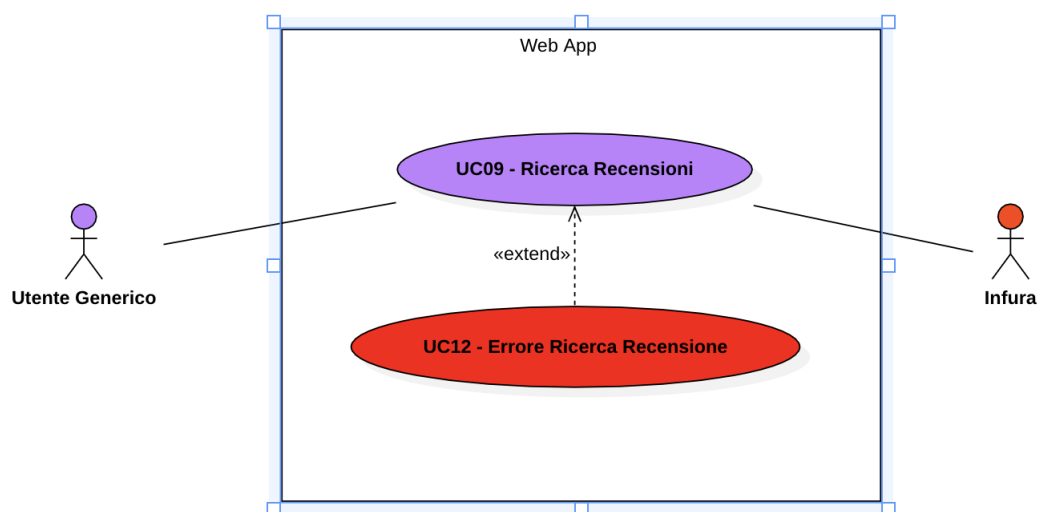 Web App
UC09 - Ricerca Recensioni
«extend»
Utente Generico
Infura
UC12 - Errore Ricerca Recensione